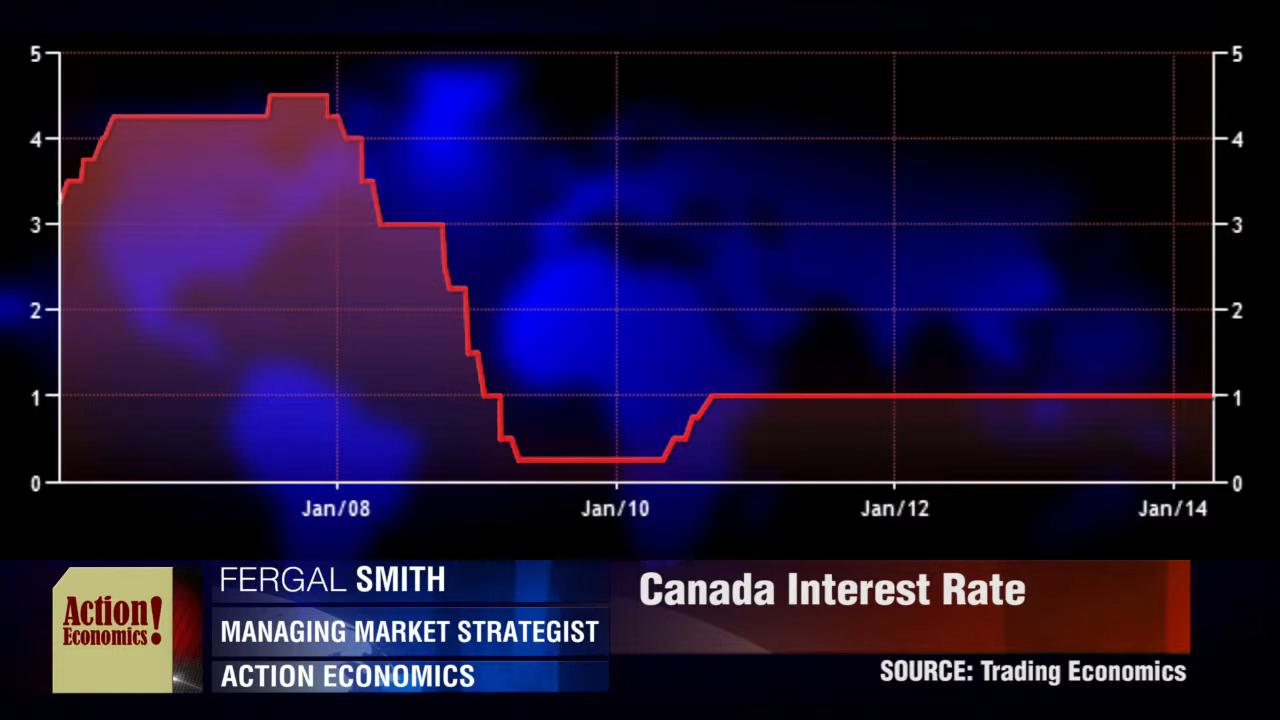 5
5
4
4
3
3
2
2
1
1
0
0
Jan/08
Jan/10
Jan/12
Jan/14
Action!
Economics
FERGAL SMITH
MANAGING MARKET STRATEGIST
ACTION ECONOMICS
Canada Interest Rate
SOURCE: Trading Economics